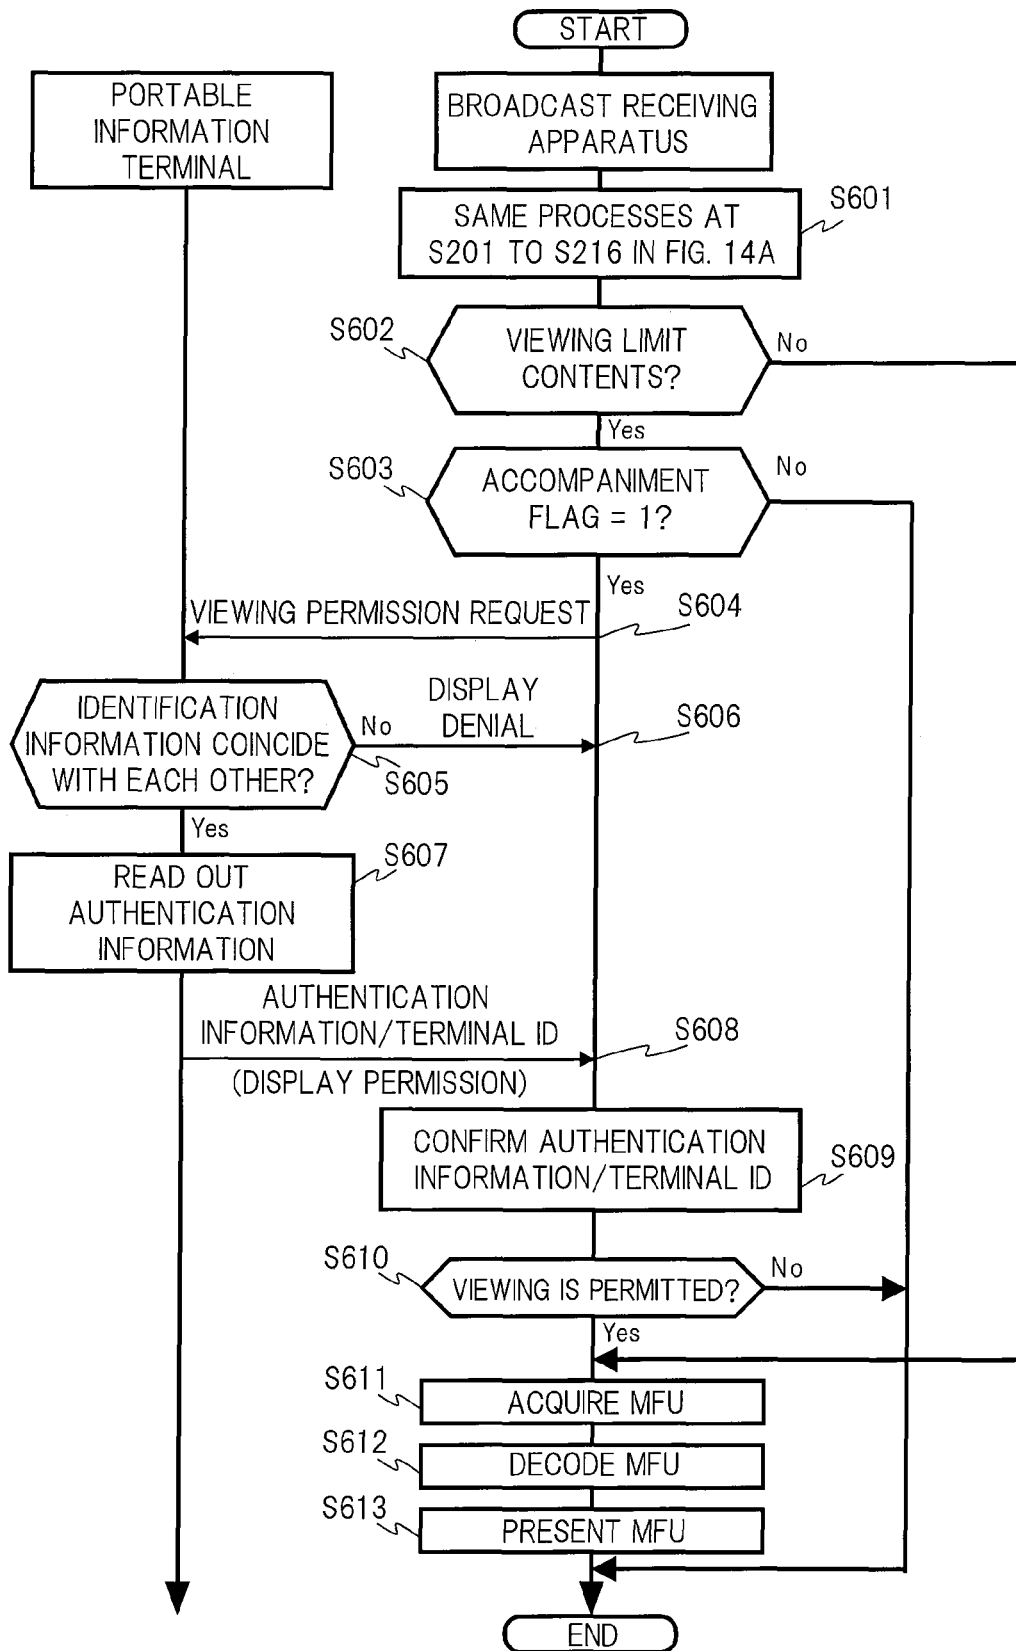 START
PORTABLE
INFORMATION
TERMINAL
BROADCAST RECEIVING
APPARATUS
S601
SAME PROCESSES AT
S201 TO S216 IN FIG. 14A
S602
VIEWING LIMIT
CONTENTS?
No
Yes
S603
ACCOMPANIMENT
FLAG = 1?
No
Yes
VIEWING PERMISSION REQUEST
S604
IDENTIFICATION
INFORMATION COINCIDE
WITH EACH OTHER?
No
DISPLAY
DENIAL
S606
S605
Yes
S607
READ OUT
AUTHENTICATION
INFORMATION
AUTHENTICATION
INFORMATION/TERMINAL ID
S608
(DISPLAY PERMISSION)
CONFIRM AUTHENTICATION
INFORMATION/TERMINAL ID
S609
S610
VIEWING IS PERMITTED?
No
Yes
S611
ACQUIRE MFU
S612
DECODE MFU
S613
PRESENT MFU
END